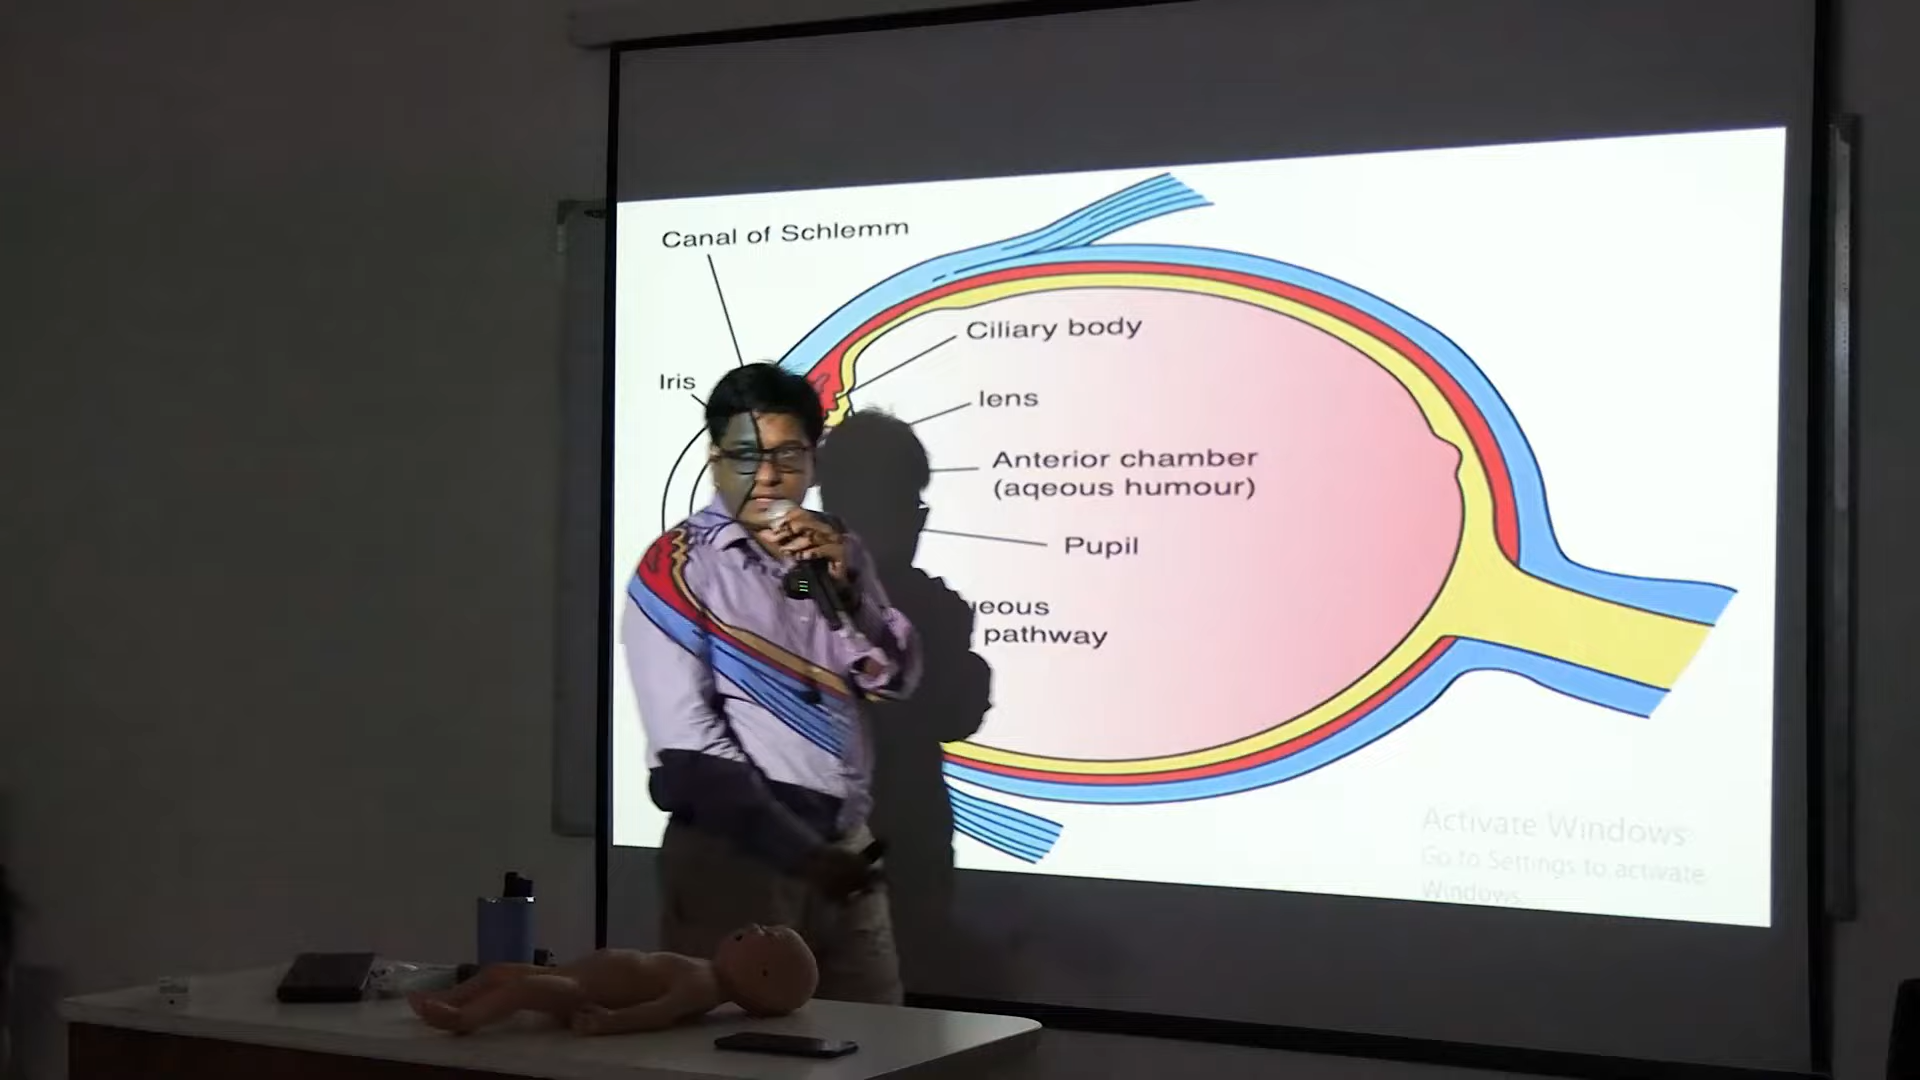 Canal of Schlemm
Ciliary body
Iris
lens
Anterior chamber
(aqeous humour)
Pupil
eous
pathway
Activate Windows
Go to Settings to activate
Windows.